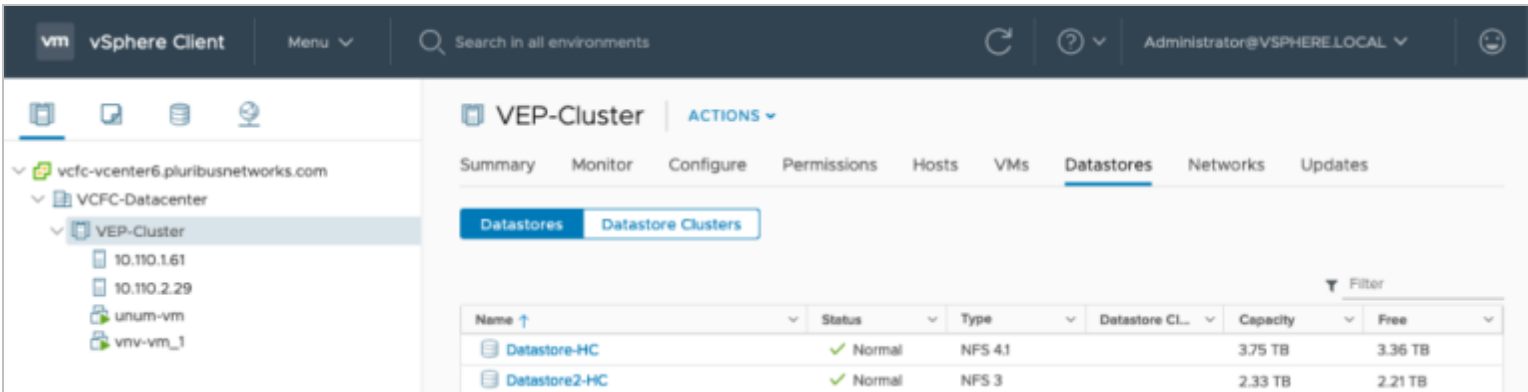 vm vSphere Client Menu Search in all environments Administrator@VSPHERE.LOCAL
VEP-Cluster ACTIONS
Summary Monitor Configure Permissions Hosts VMs Datastores Networks Updates
vcfc-vcenter6.pluribusnetworks.com
VCFC-Datacenter
VEP-Cluster
10.110.1.61
10.110.2.29
unum-vm
vnv-vm_1
Datastores Datastore Clusters
Filter
Name ↑ Status Type Datastore Cl... Capacity Free
Datastore-HC Normal NFS 4.1 3.75 TB 3.36 TB
Datastore2-HC Normal NFS 3 2.33 TB 2.21 TB